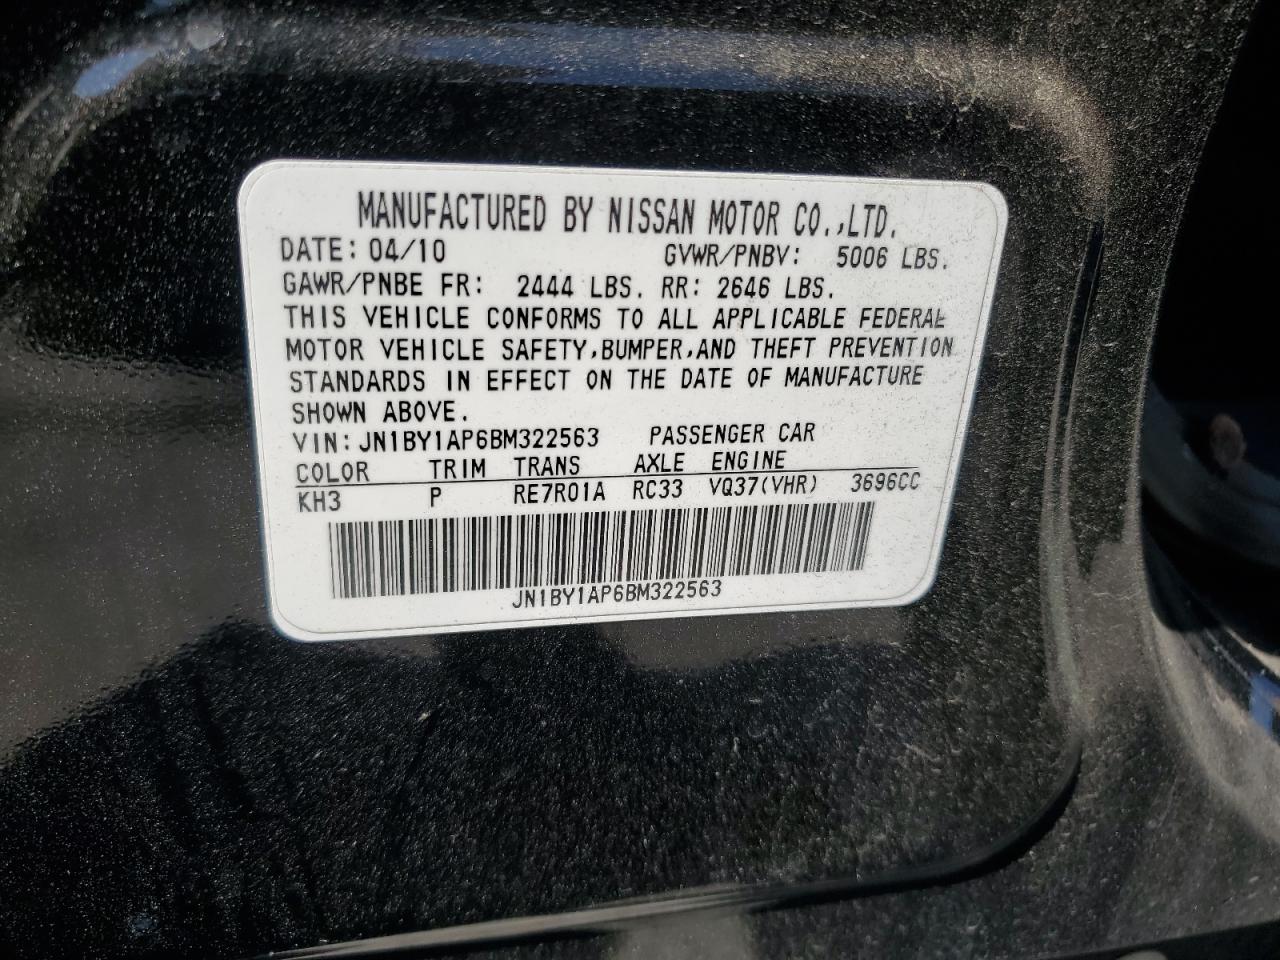 MANUFACTURED BY NISSAN MOTOR CO.,LTD.
DATE: 04/10 GVWR/PNBV: 5006 LBS.
GAWR/PNBE FR: 2444 LBS. RR: 2646 LBS.
THIS VEHICLE CONFORMS TO ALL APPLICABLE FEDERAL
MOTOR VEHICLE SAFETY,BUMPER,AND THEFT PREVENTION
STANDARDS IN EFFECT ON THE DATE OF MANUFACTURE
SHOWN ABOVE.
VIN: JN1BY1AP6BM322563 PASSENGER CAR
COLOR TRIM TRANS AXLE ENGINE
KH3 P RE7R01A RC33 VQ37(VHR) 3696CC
JN1BY1AP6BM322563